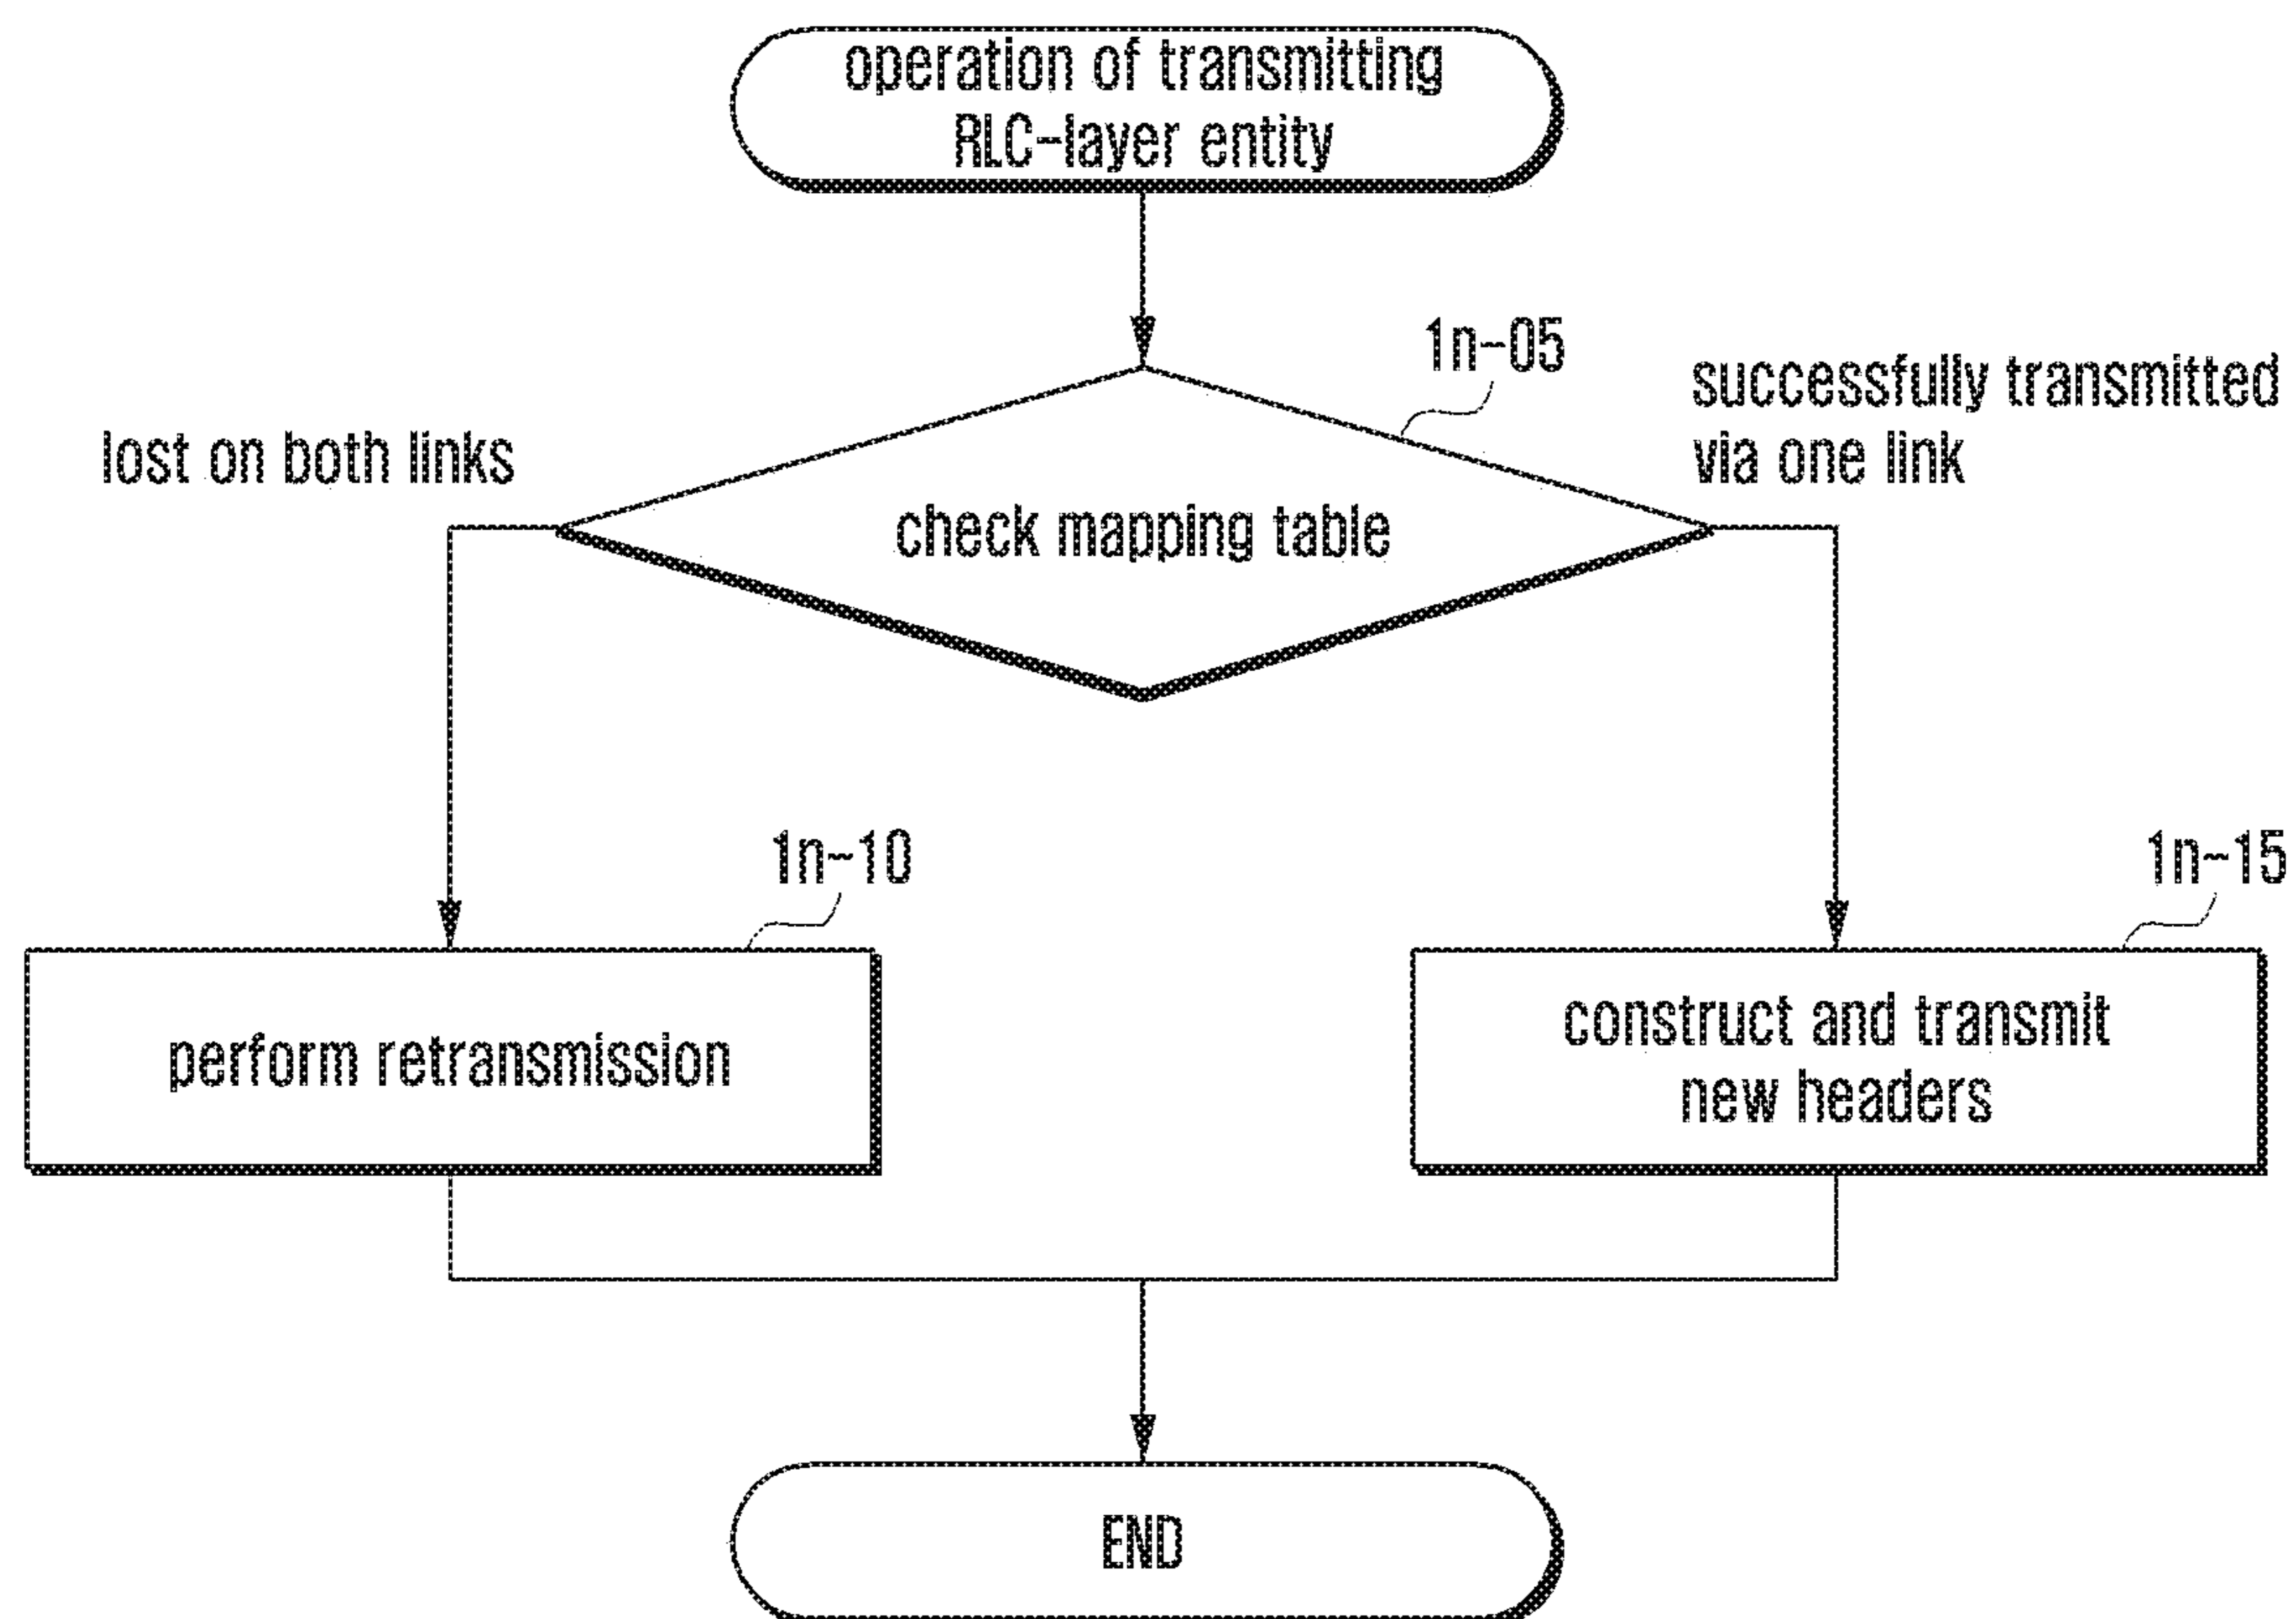 operation of transmitting
RLC-layer entity
1n-05
successfully transmitted
via one link
lost on both links
check mapping table
1n-10
1n-15
perform retransmission
construct and transmit
new headers
END